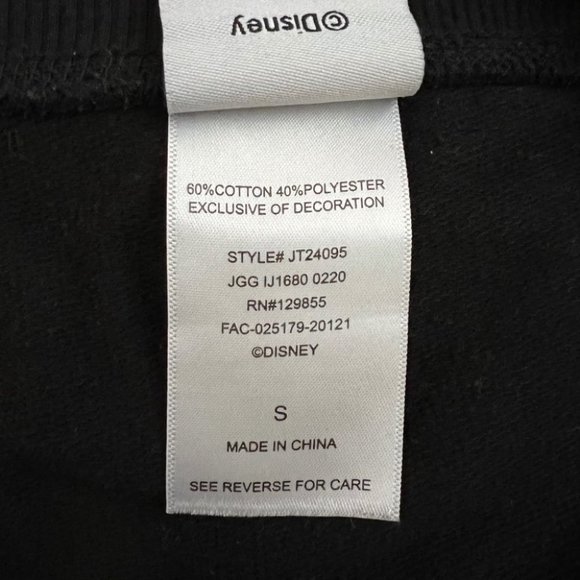 ©Disney
60%COTTON 40%POLYESTER
EXCLUSIVE OF DECORATION
STYLE# JT24095
JGG IJ1680 0220
RN#129855
FAC-025179-20121
©DISNEY
S
MADE IN CHINA
SEE REVERSE FOR CARE